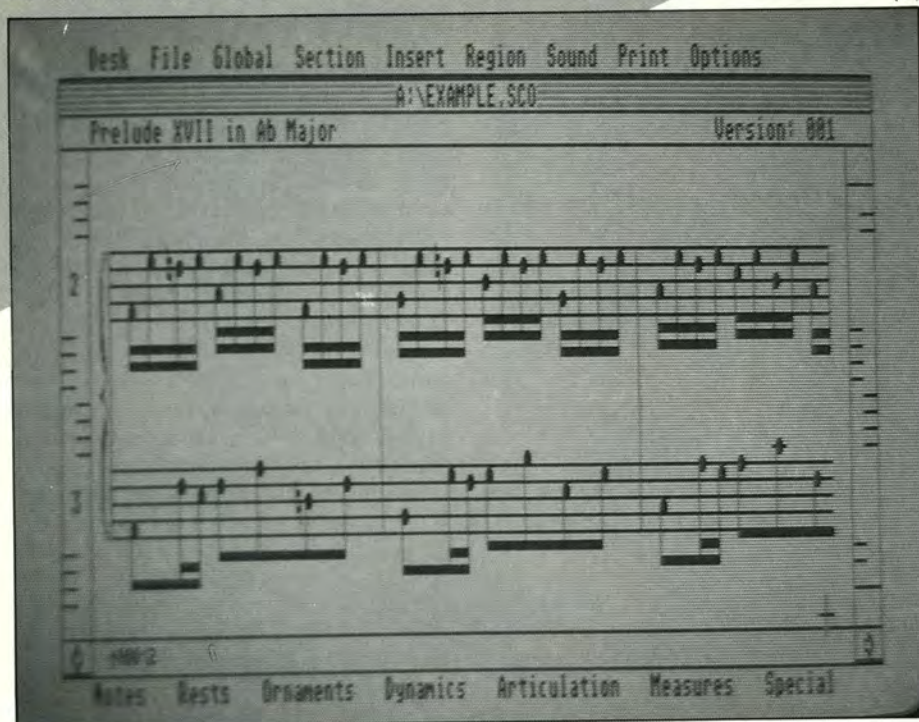 Desk File Global Section Insert Region Sound Print Options
A:\EXAMPLE.SCO
Prelude XVII in Ab Major Version: 001
2
3
Notes Rests Ornaments Dynamics Articulation Measures Special